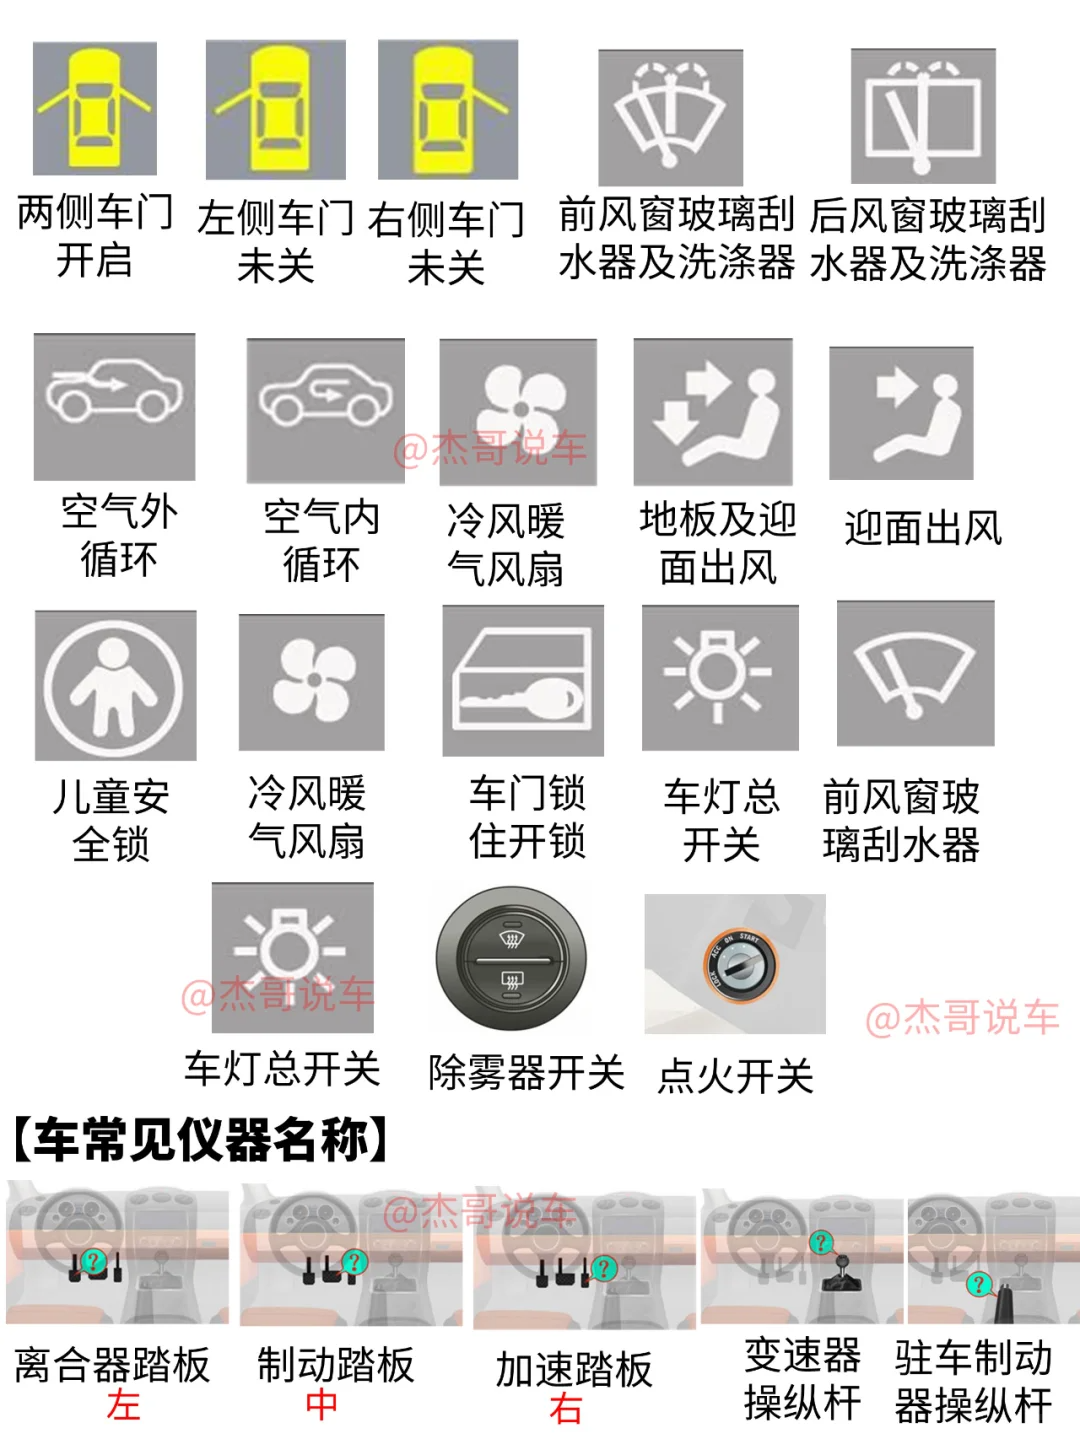 两侧车门
开启
左侧车门
未关
右侧车门
未关
前风窗玻璃刮
水器及洗涤器
后风窗玻璃刮
水器及洗涤器
@杰哥说车
空气外
循环
空气内
循环
冷风暖
气风扇
地板及迎
面出风
迎面出风
儿童安
全锁
冷风暖
气风扇
车门锁
住开锁
车灯总
开关
前风窗玻
璃刮水器
@杰哥说车
LOCK ACC ON START
@杰哥说车
车灯总开关
除雾器开关
点火开关
【车常见仪器名称】
@杰哥说车
?
?
?
?
?
离合器踏板
左
制动踏板
中
加速踏板
右
变速器
操纵杆
驻车制动
器操纵杆